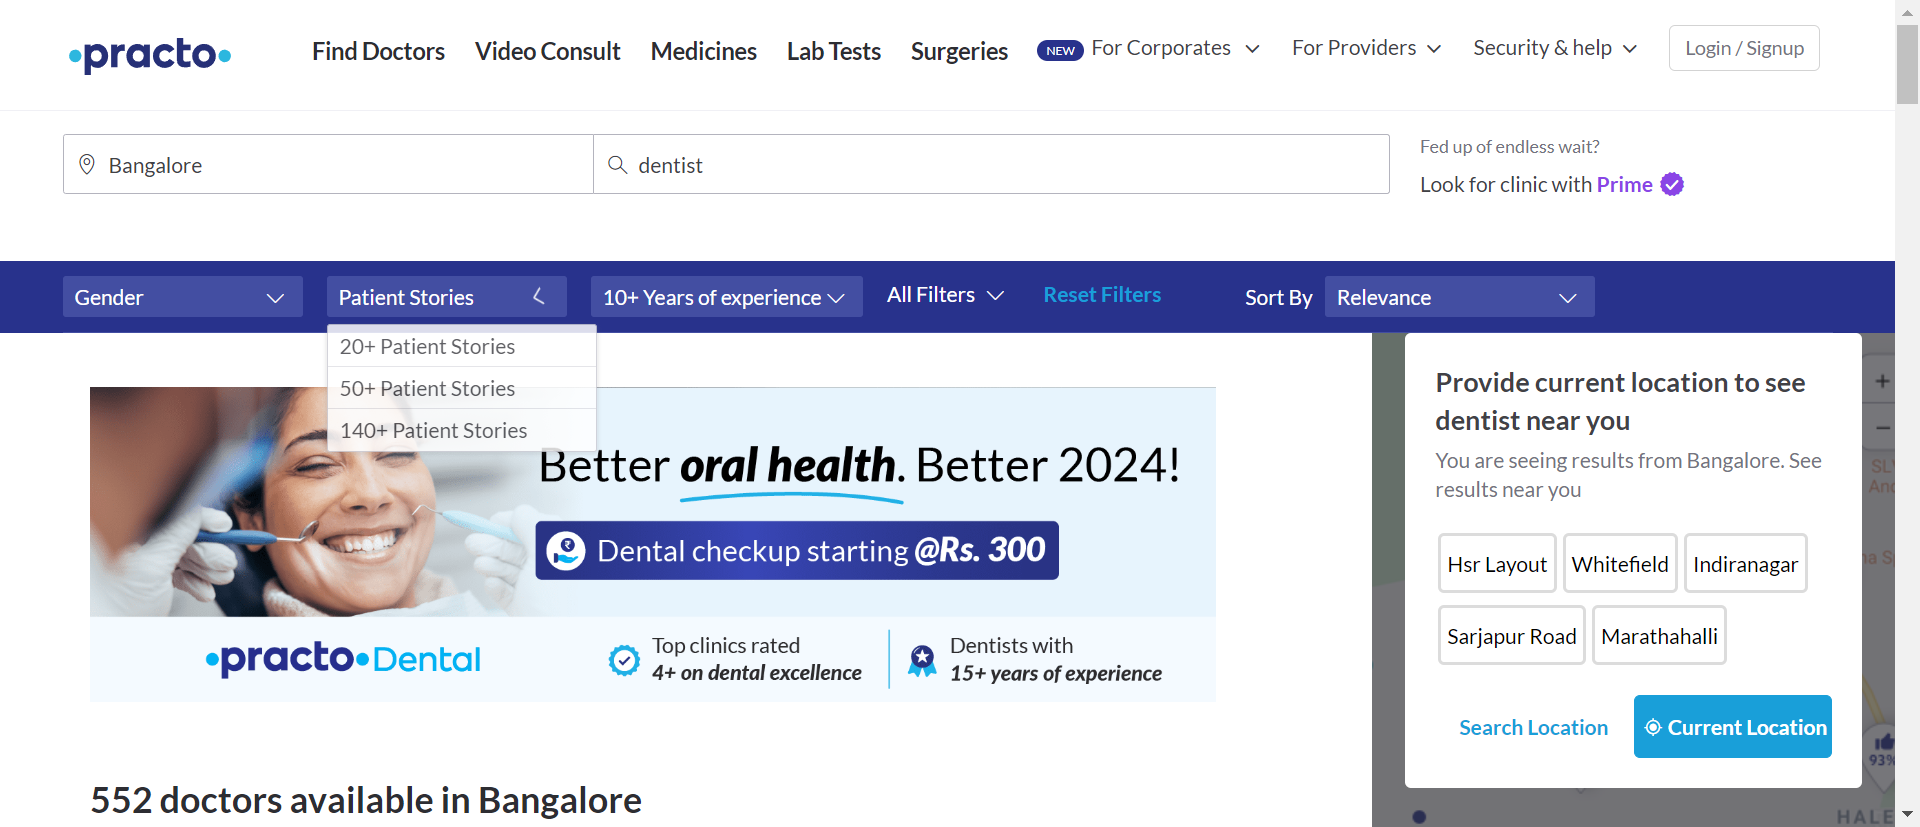 practo
Find Doctors
Video Consult
Medicines
Lab Tests
Surgeries
NEW
For Corporates
For Providers
Security & help
Login / Signup
Bangalore
dentist
Fed up of endless wait?
Look for clinic with Prime
Gender
Patient Stories
10+ Years of experience
All Filters
Reset Filters
Sort By
Relevance
20+ Patient Stories
50+ Patient Stories
140+ Patient Stories
Better oral health. Better 2024!
Dental checkup starting @Rs. 300
practo Dental
Top clinics rated
4+ on dental excellence
Dentists with
15+ years of experience
552 doctors available in Bangalore
Provide current location to see
dentist near you
You are seeing results from Bangalore. See
results near you
Hsr Layout
Whitefield
Indiranagar
Sarjapur Road
Marathahalli
Search Location
Current Location
+
−
93%
HALE